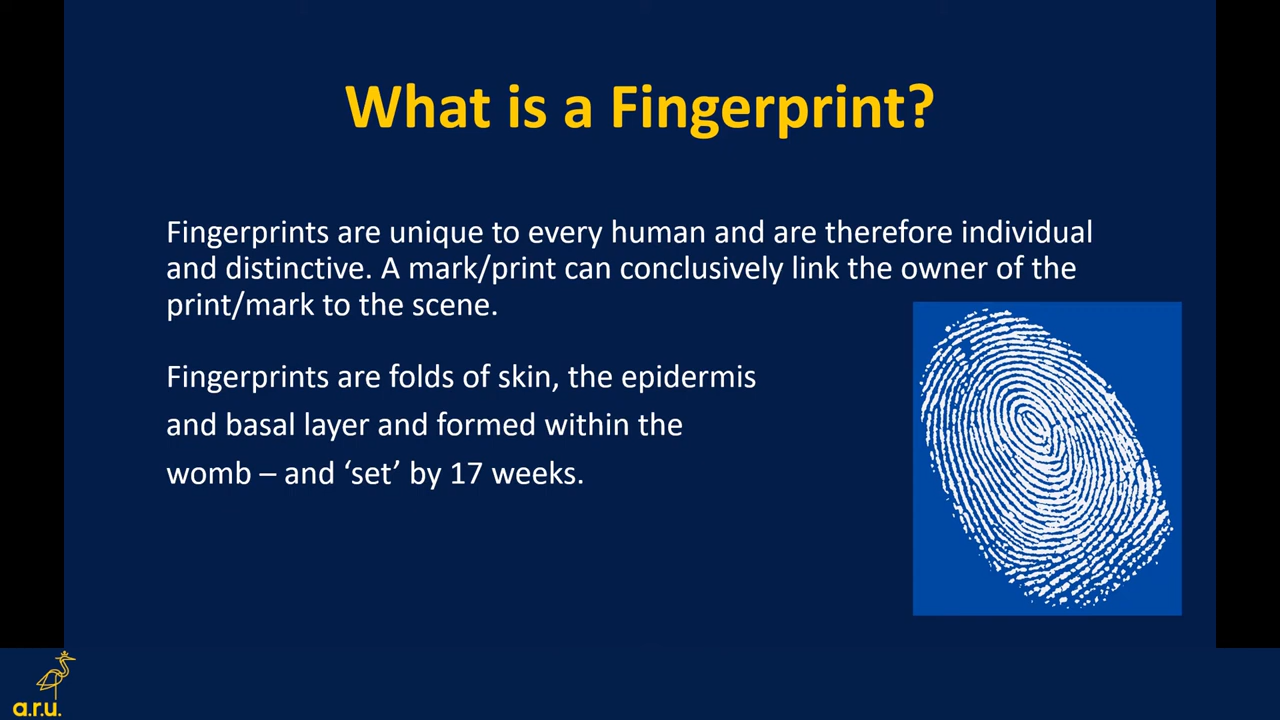 What is a Fingerprint?
Fingerprints are unique to every human and are therefore individual
and distinctive. A mark/print can conclusively link the owner of the
print/mark to the scene.
Fingerprints are folds of skin, the epidermis
and basal layer and formed within the
womb – and ‘set’ by 17 weeks.
a.r.u.